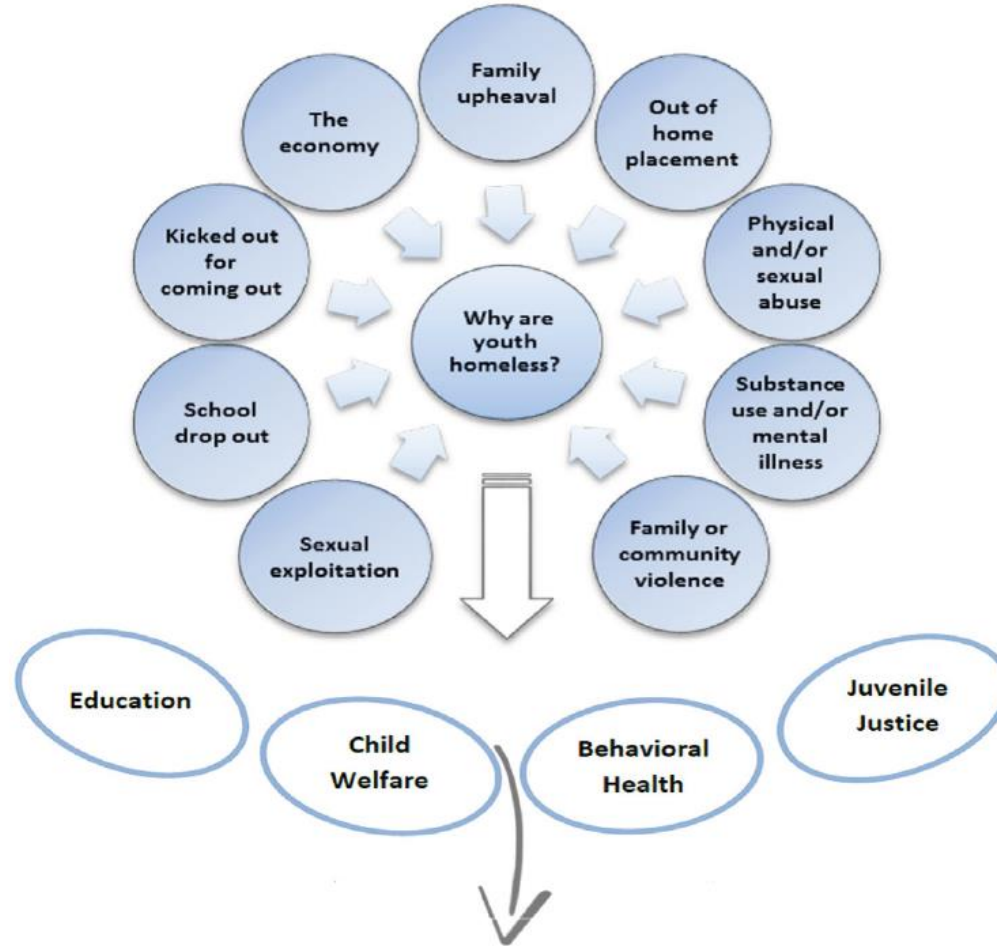 Family
upheaval
Out of
home
placement
Physical
and/or
sexual
abuse
Substance
use and/or
mental
illness
Family or
community
violence
Sexual
exploitation
School
drop out
Kicked out
for
coming out
The
economy
Why are
youth
homeless?
Education
Child
Welfare
Behavioral
Health
Juvenile
Justice